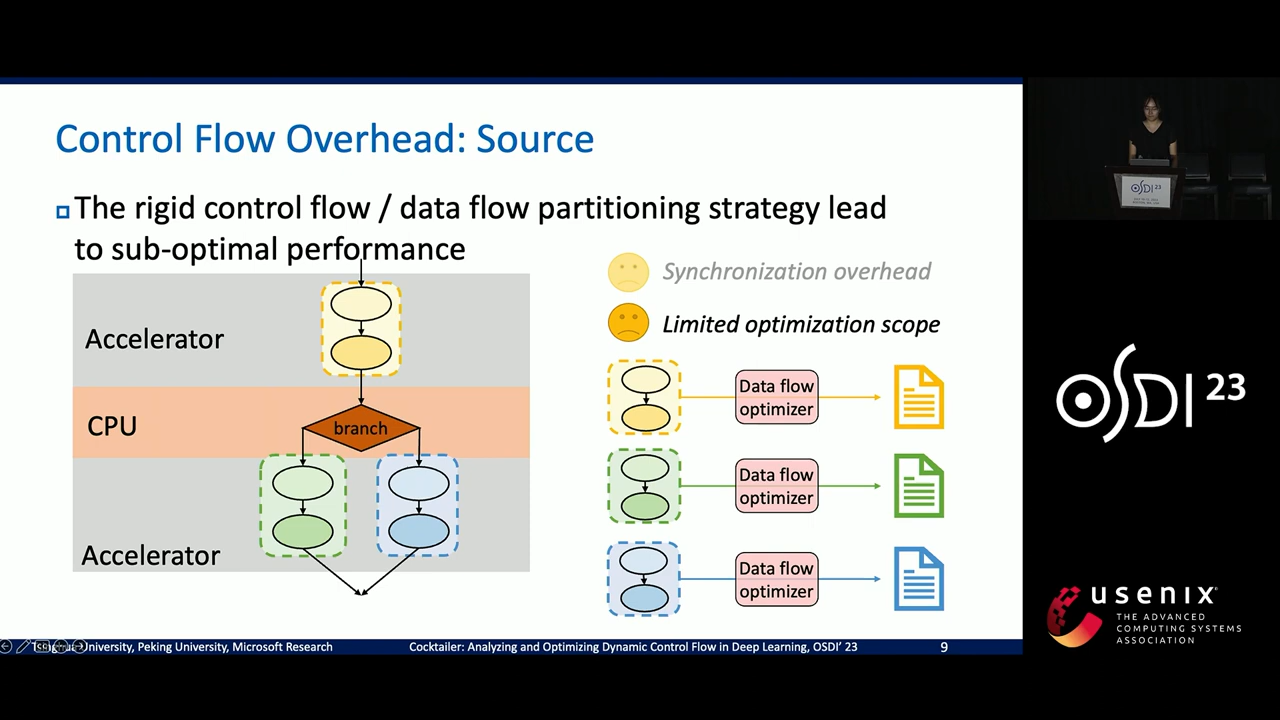 Control Flow Overhead: Source
The rigid control flow / data flow partitioning strategy lead
to sub-optimal performance
Synchronization overhead
Limited optimization scope
Accelerator
CPU
branch
Accelerator
Data flow
optimizer
Data flow
optimizer
Data flow
optimizer
University, Peking University, Microsoft Research
Cocktailer: Analyzing and Optimizing Dynamic Control Flow in Deep Learning, OSDI' 23
9
OSDI 23
OSDI 23
usenix
THE ADVANCED
COMPUTING SYSTEMS
ASSOCIATION